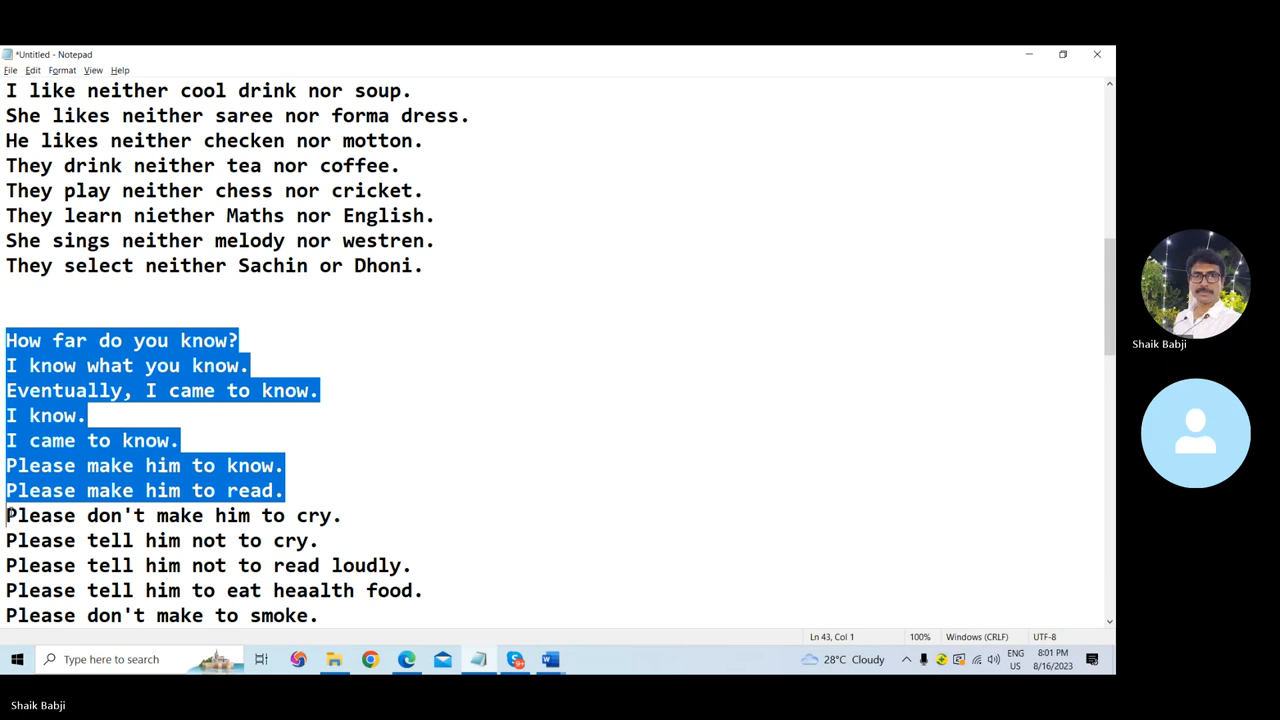 *Untitled - Notepad
File Edit Format View Help
I like neither cool drink nor soup.
She likes neither saree nor forma dress.
He likes neither checken nor motton.
They drink neither tea nor coffee.
They play neither chess nor cricket.
They learn niether Maths nor English.
She sings neither melody nor westren.
They select neither Sachin or Dhoni.
How far do you know?
I know what you know.
Eventually, I came to know.
I know.
I came to know.
Please make him to know.
Please make him to read.
Please don't make him to cry.
Please tell him not to cry.
Please tell him not to read loudly.
Please tell him to eat heaalth food.
Please don't make to smoke.
Ln 43, Col 1 100% Windows (CRLF) UTF-8
Type here to search
28°C Cloudy
ENG
US
8:01 PM
8/16/2023
Shaik Babji
Shaik Babji